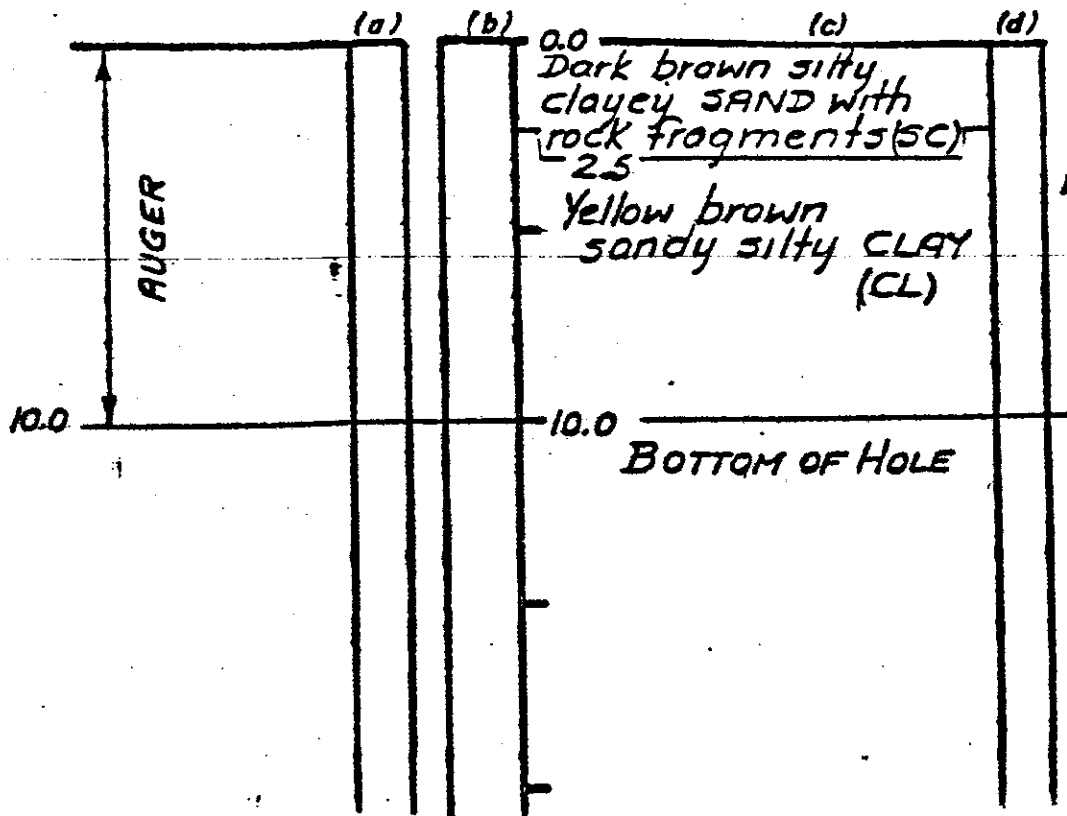 (a) (b) (c) (d)
0.0
Dark brown silty
clayey SAND with
rock fragments (SC)
2.5
Yellow brown
sandy silty CLAY
(CL)
AUGER
10.0
10.0
BOTTOM OF HOLE